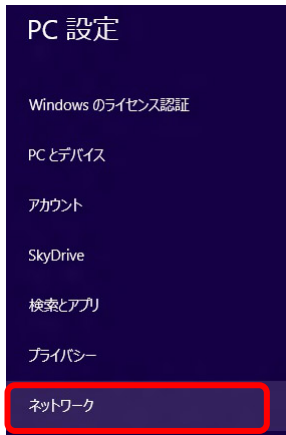 PC 設定
Windows のライセンス認証
PC とデバイス
アカウント
SkyDrive
検索とアプリ
プライバシー
ネットワーク